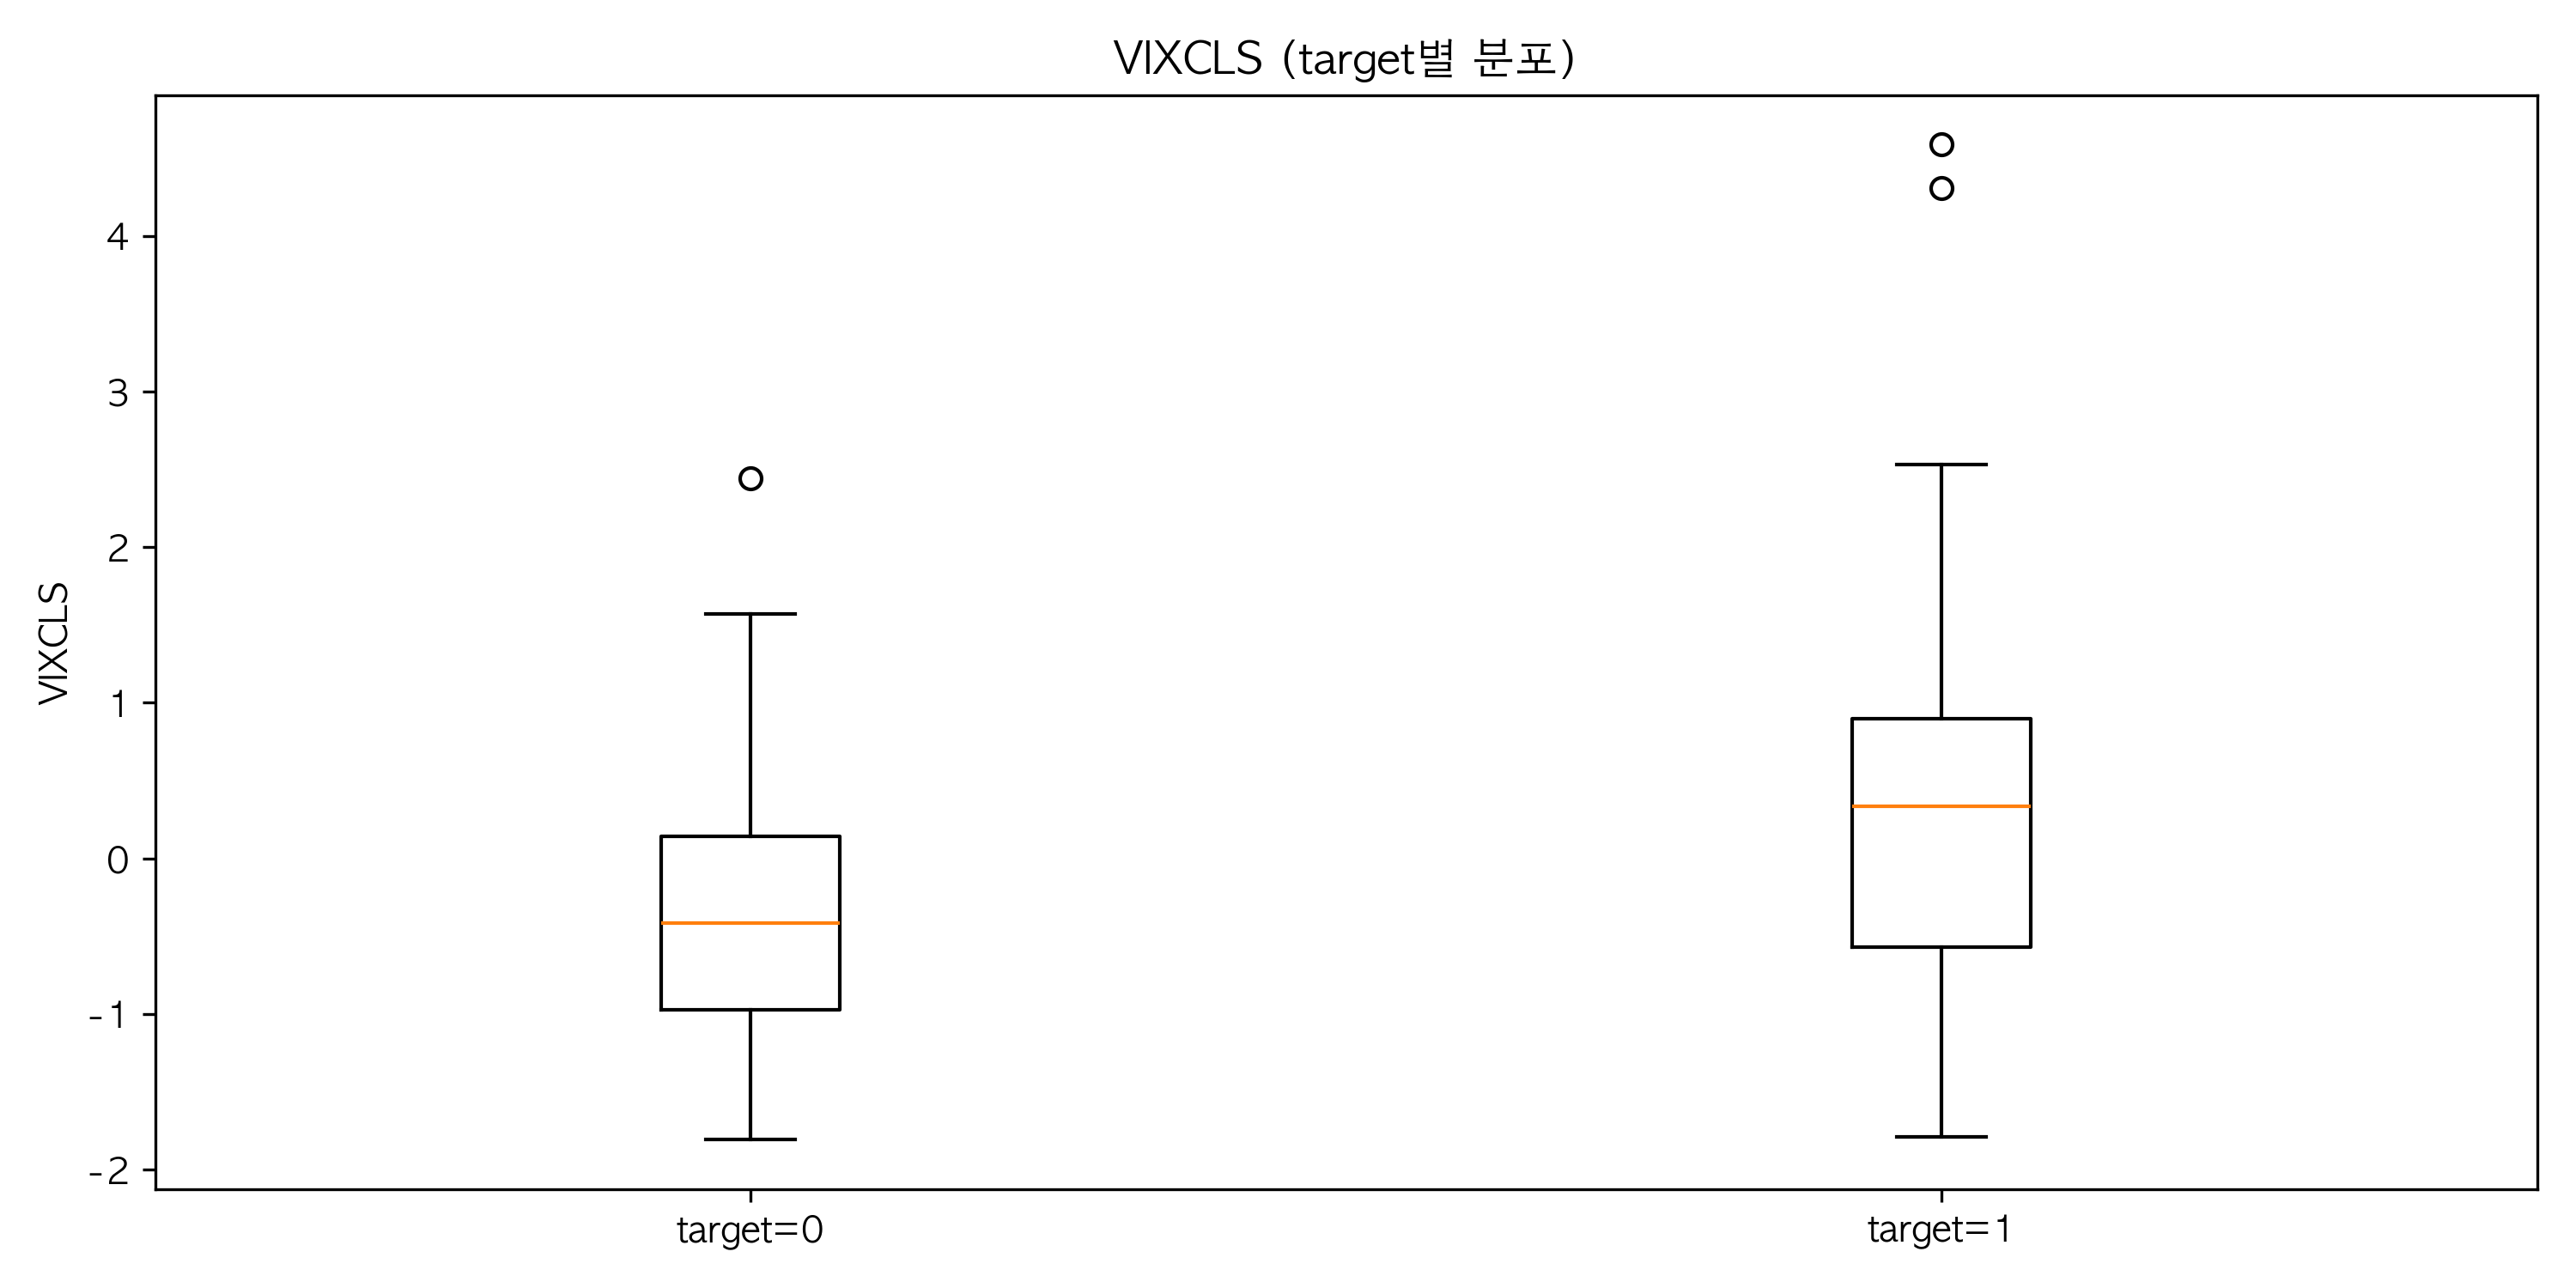 VIXCLS (target별 분포)
VIXCLS
4
3
2
1
0
-1
-2
target=0
target=1